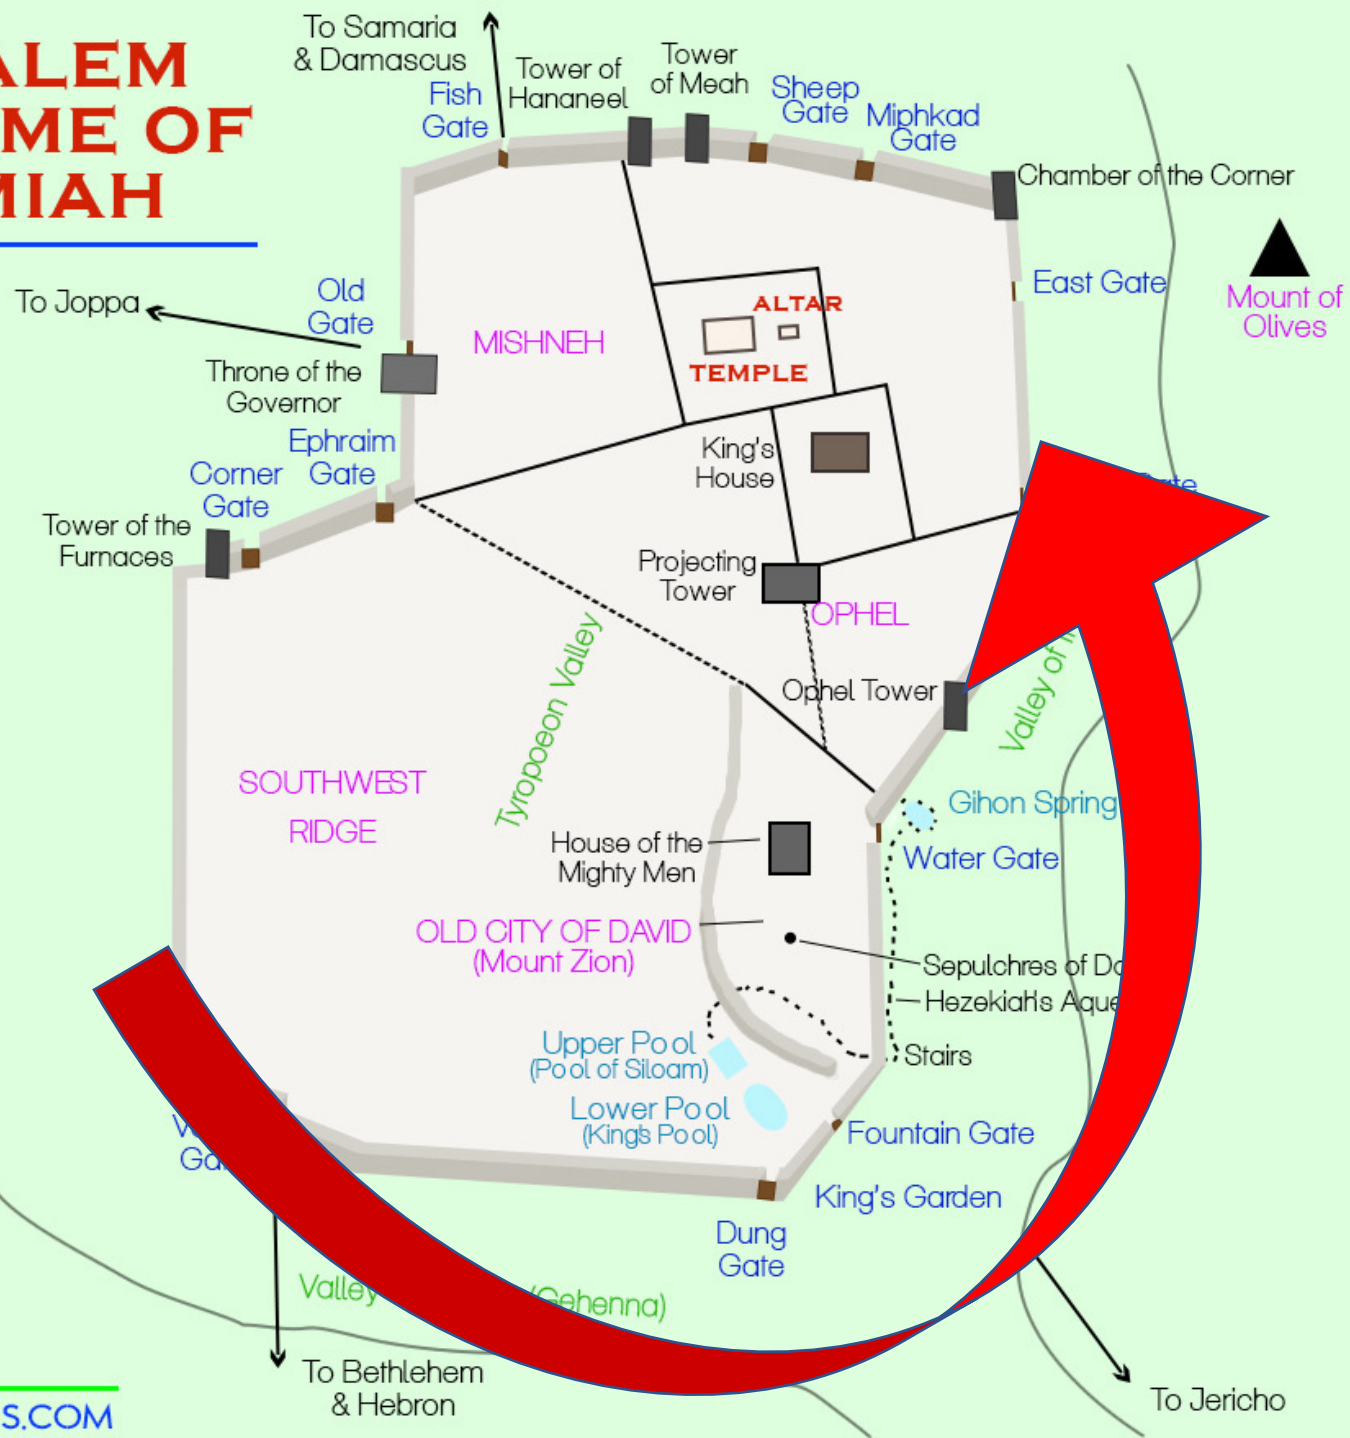 ALEM
ME OF
MIAH
To Samaria
& Damascus
Fish
Gate
Tower of
Hananeel
Tower
of Meah
Sheep
Gate
Miphkad
Gate
Chamber of the Corner
East Gate
Mount of
Olives
To Joppa
Old
Gate
Throne of the
Governor
MISHNEH
ALTAR
TEMPLE
Ephraim
Gate
Corner
Gate
Tower of the
Furnaces
King's
House
Gate
Projecting
Tower
OPHEL
Ophel Tower
Valley of
Tyropoeon Valley
SOUTHWEST
RIDGE
Gihon Spring
Water Gate
House of the
Mighty Men
OLD CITY OF DAVID
(Mount Zion)
Sepulchres of Da
Hezekiah's Aque
Stairs
Upper Pool
(Pool of Siloam)
Lower Pool
(King's Pool)
Fountain Gate
King's Garden
Dung
Gate
Valley (Gehenna)
To Bethlehem
& Hebron
To Jericho
S.COM